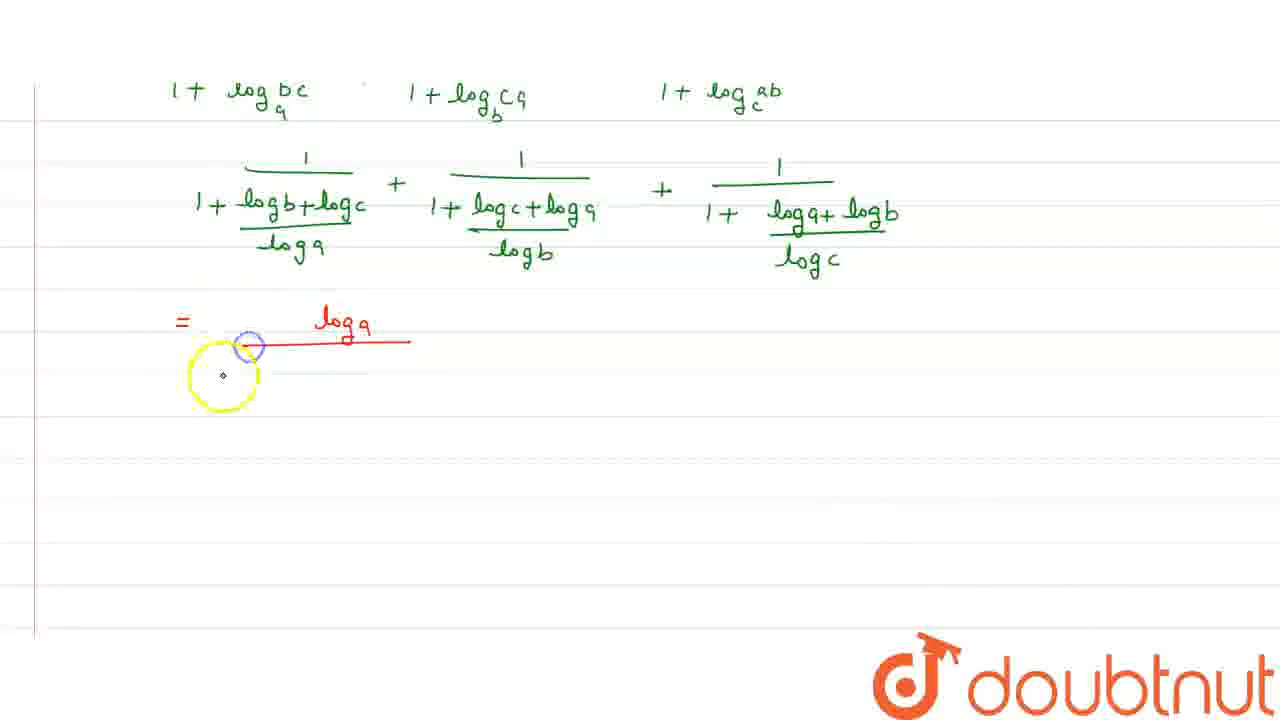 1 + log_a bc 1 + log_b ca 1 + log_c ab
1/(1 + (log b + log c)/(log a)) + 1/(1 + (log c + log a)/(log b)) + 1/(1 + (log a + log b)/(log c))
= log a
doubtnut